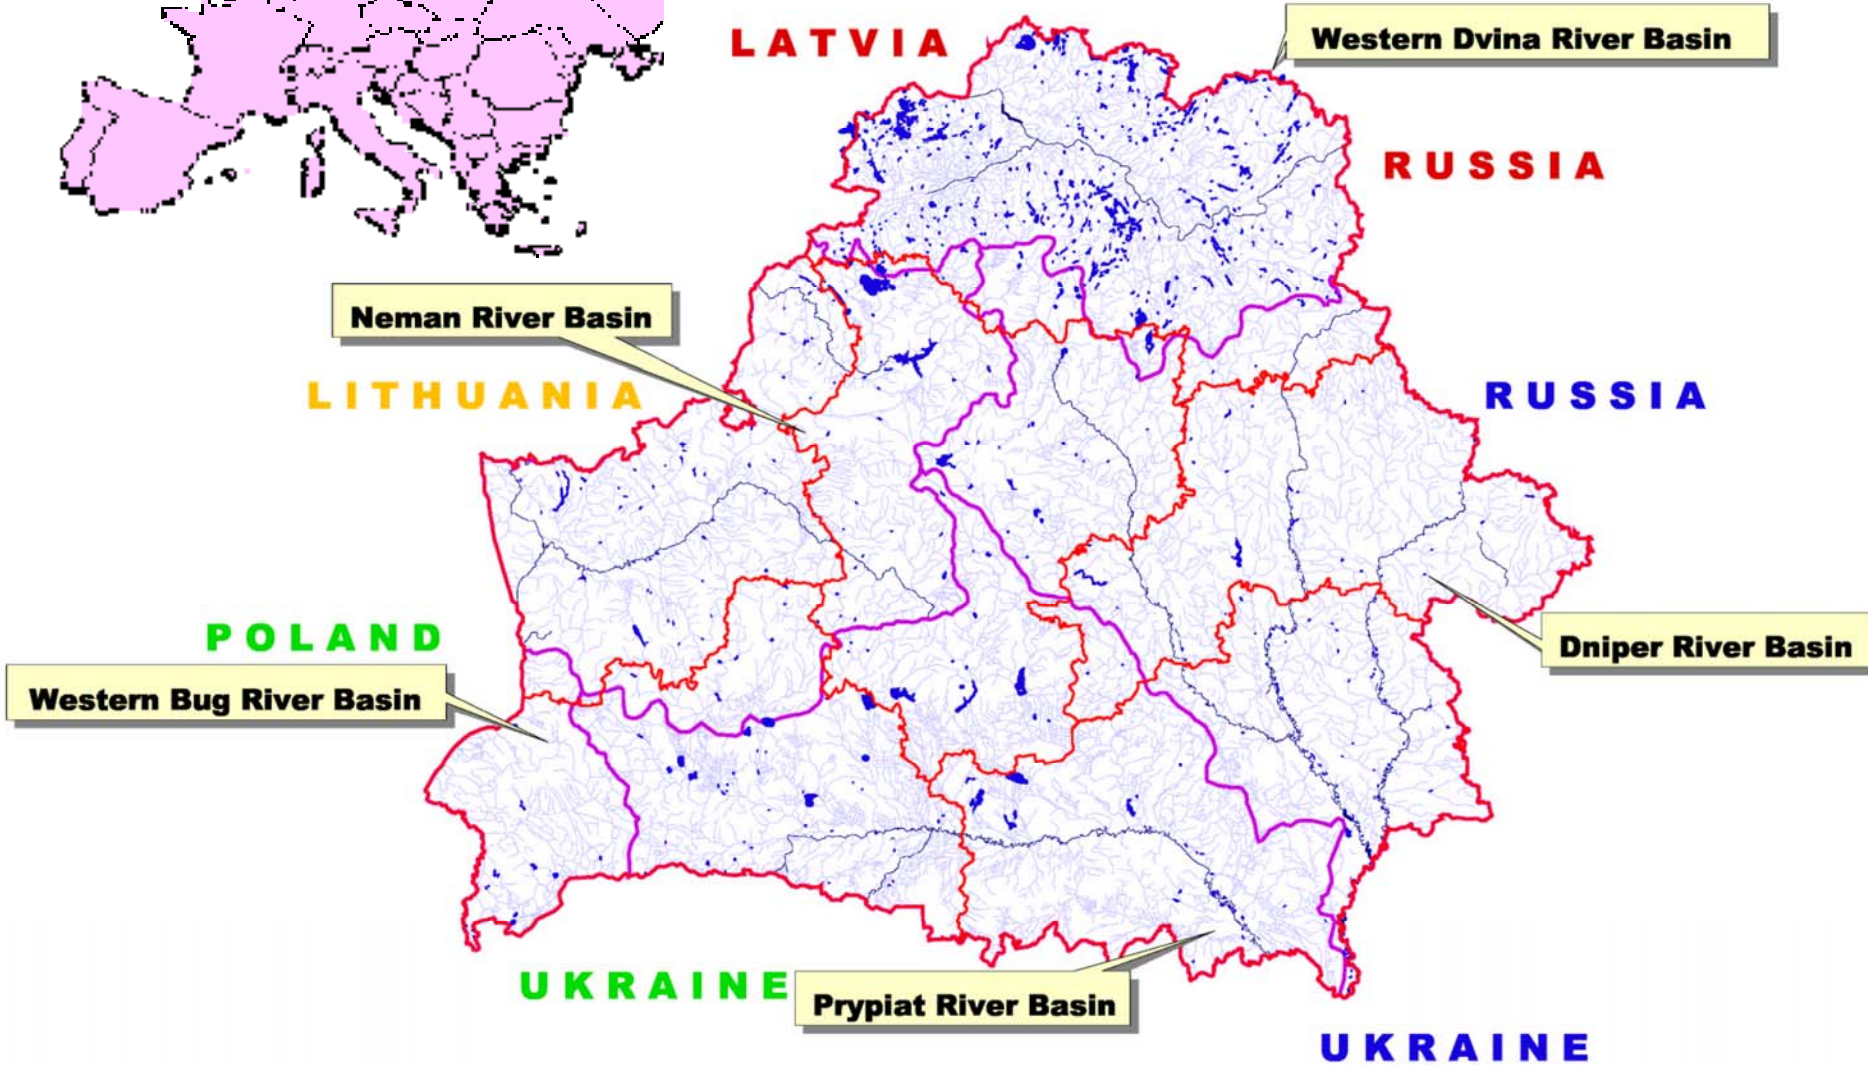 LATVIA
Western Dvina River Basin
RUSSIA
Neman River Basin
LITHUANIA
RUSSIA
POLAND
Dniper River Basin
Western Bug River Basin
UKRAINE
Prypiat River Basin
UKRAINE